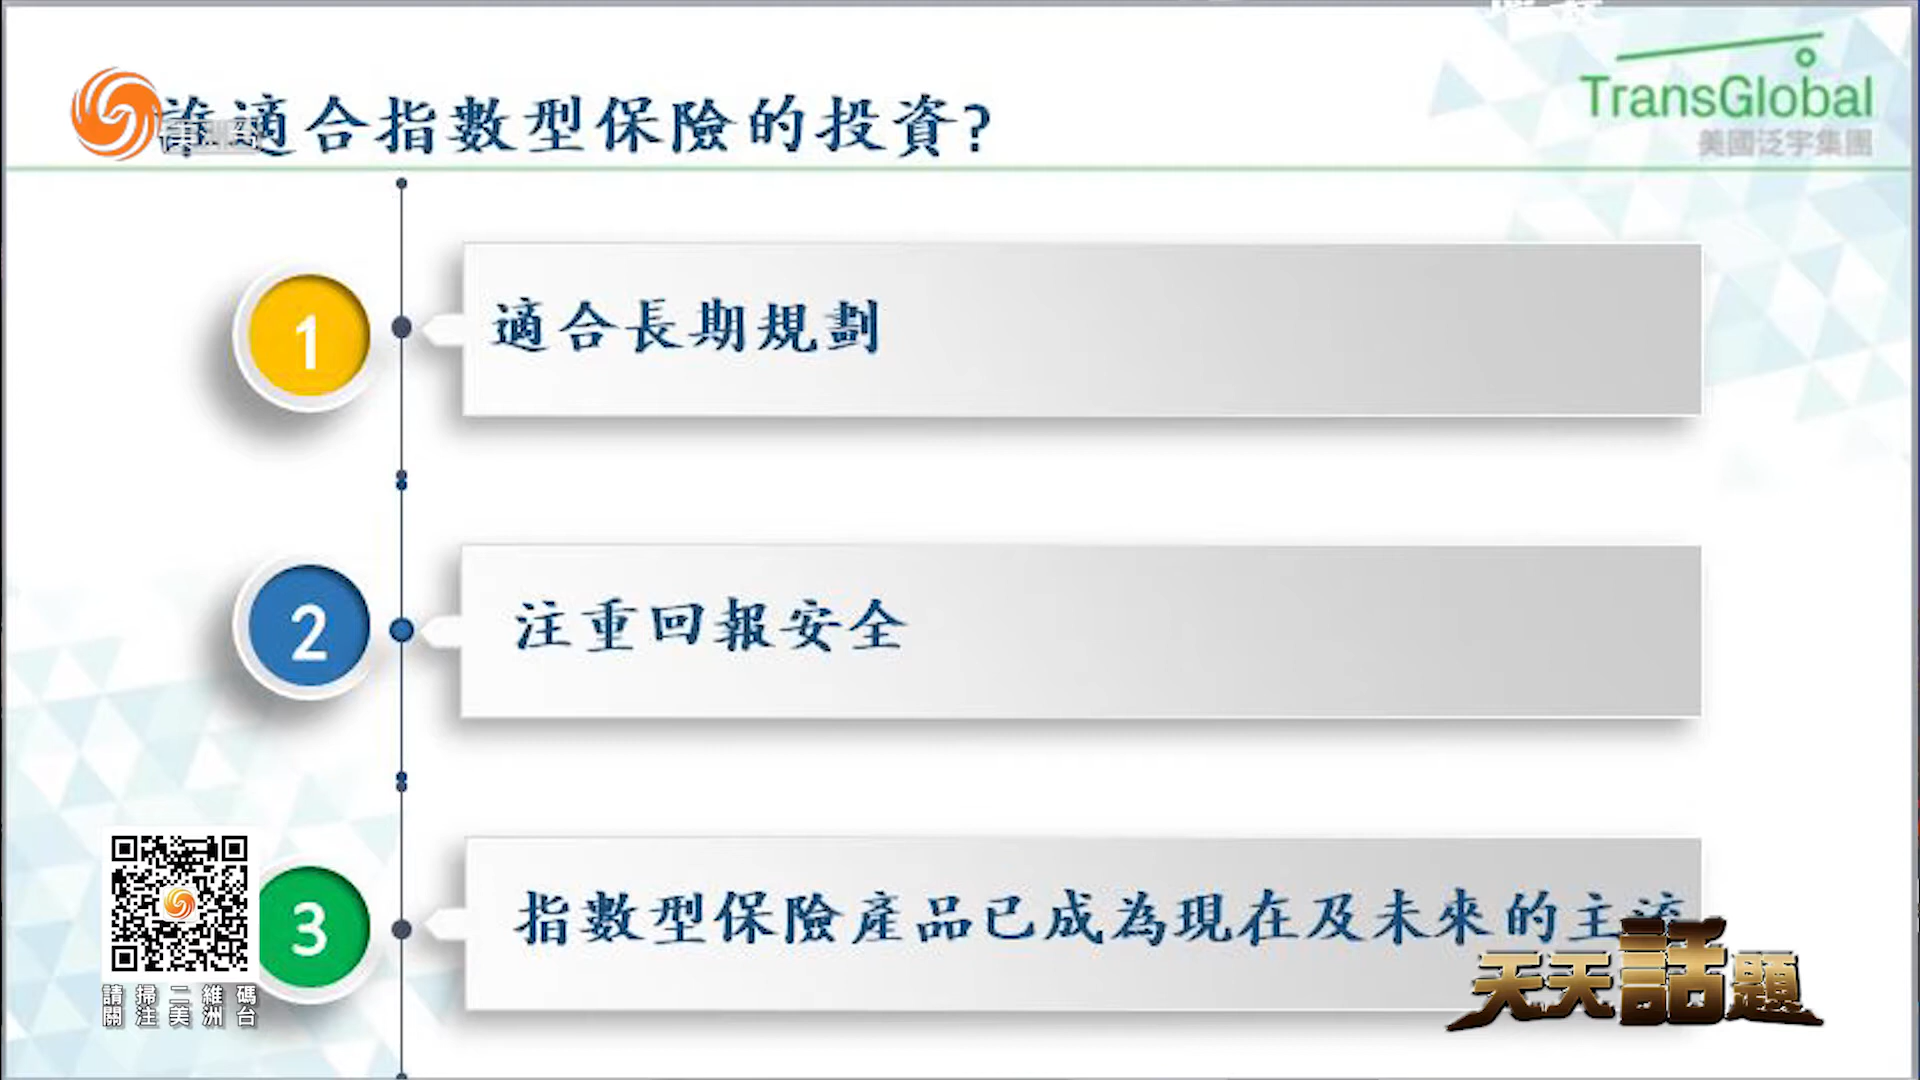 誰適合指數型保險的投資?
TransGlobal
美國泛宇集團
1
適合長期規劃
2
注重回報安全
3
指數型保險產品已成為現在及未來的主流
天天話題
請掃二維碼
關注美洲台